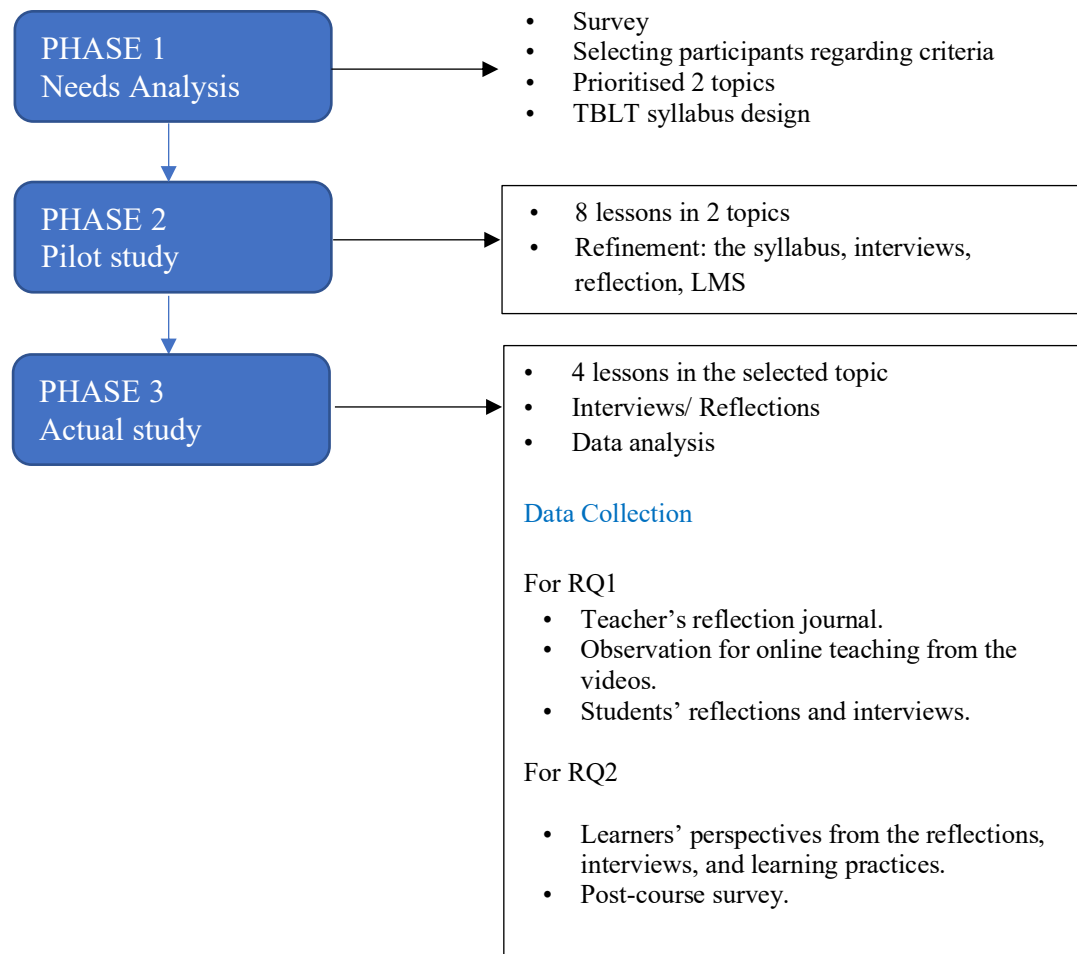 PHASE 1
Needs Analysis
• Survey
• Selecting participants regarding criteria
• Prioritised 2 topics
• TBLT syllabus design
PHASE 2
Pilot study
• 8 lessons in 2 topics
• Refinement: the syllabus, interviews,
reflection, LMS
PHASE 3
Actual study
• 4 lessons in the selected topic
• Interviews/ Reflections
• Data analysis
Data Collection
For RQ1
• Teacher’s reflection journal.
• Observation for online teaching from the
videos.
• Students’ reflections and interviews.
For RQ2
• Learners’ perspectives from the reflections,
interviews, and learning practices.
• Post-course survey.